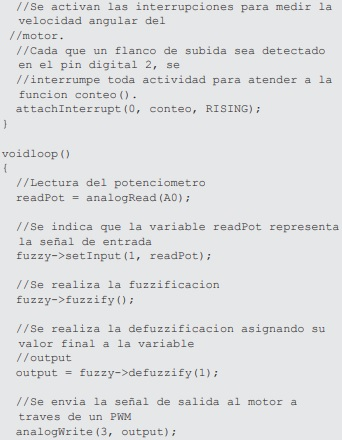 //Se activan las interrupciones para medir la
velocidad angular del
//motor.
//Cada que un flanco de subida sea detectado
en el pin digital 2, se
//interrumpe toda actividad para atender a la
funcion conteo().
attachInterrupt(0, conteo, RISING);
}
voidloop()
{
//Lectura del potenciometro
readPot = analogRead(A0);
//Se indica que la variable readPot representa
la señal de entrada
fuzzy->setInput(1, readPot);
//Se realiza la fuzzificacion
fuzzy->fuzzify();
//Se realiza la defuzzificacion asignando su
valor final a la variable
//output
output = fuzzy->defuzzify(1);
//Se envia la señal de salida al motor a
traves de un PWM
analogWrite(3, output);